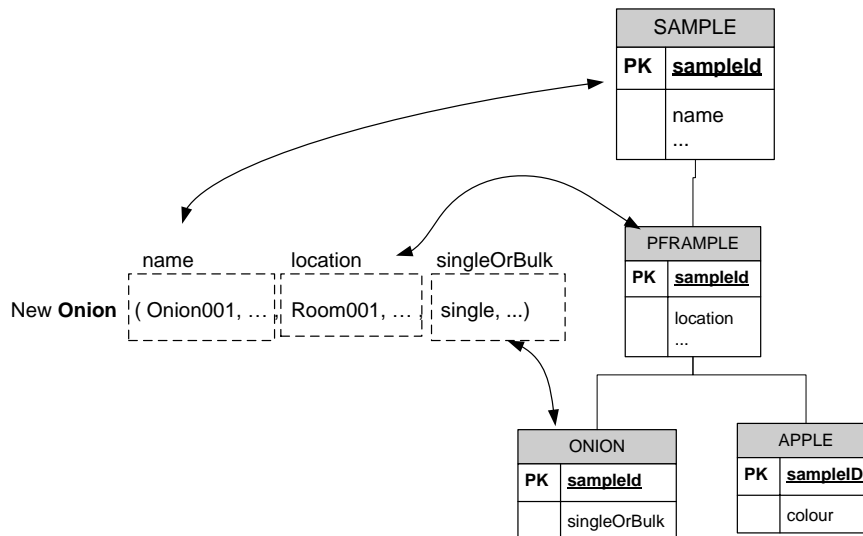 SAMPLE
PK sampleId
name
...
name location singleOrBulk
New Onion ( Onion001, … , Room001, … , single, ...)
PFRAMPLE
PK sampleId
location
...
ONION
PK sampleId
singleOrBulk
APPLE
PK sampleID
colour